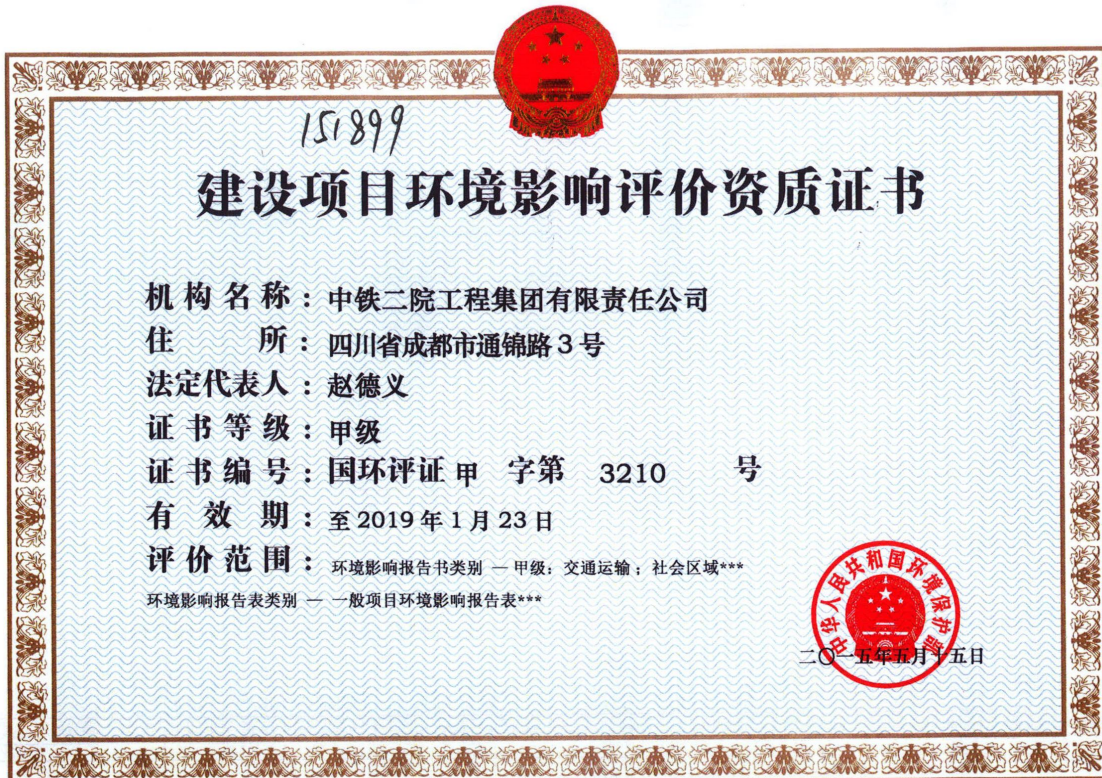 151899
建设项目环境影响评价资质证书
机构名称：中铁二院工程集团有限责任公司
住 所：四川省成都市通锦路3号
法定代表人：赵德义
证书等级：甲级
证书编号：国环评证 甲 字第 3210 号
有效期：至2019年1月23日
评价范围：环境影响报告书类别 — 甲级：交通运输；社会区域***
环境影响报告表类别 — 一般项目环境影响报告表***
中华人民共和国环境保护部
二〇一五年五月十五日